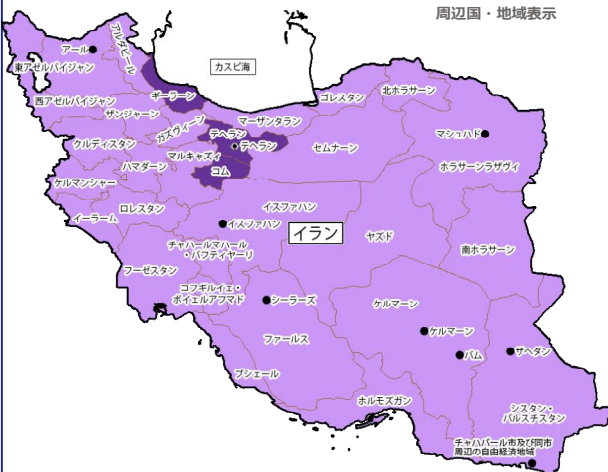 周辺国・地域表示
アルダビール
アール
カスピ海
東アゼルバイジャン
北ホラサーン
ギーラーン
ゴレスタン
西アゼルバイジャン
ザンジャーン
マーザンタラン
ガズヴィーン
テヘラン
マシュハド
クルディスタン
テヘラン
セムナーン
マルキャズィ
ハマダーン
ホラサーンラザヴィ
コム
ケルマンシャー
ロレスタン
イスファハン
イーラーム
イスファハン
イラン
ヤズド
チャハールマハール
・バフティヤーリ
南ホラサーン
フーゼスタン
コフギルイェ・
ボイェルアフマド
シーラーズ
ケルマーン
ファールス
ケルマーン
バム
ザヘダン
ブシェール
ホルモズガン
シスタン・
バルスチスタン
チャハバール市及び同市
周辺の自由経済地域